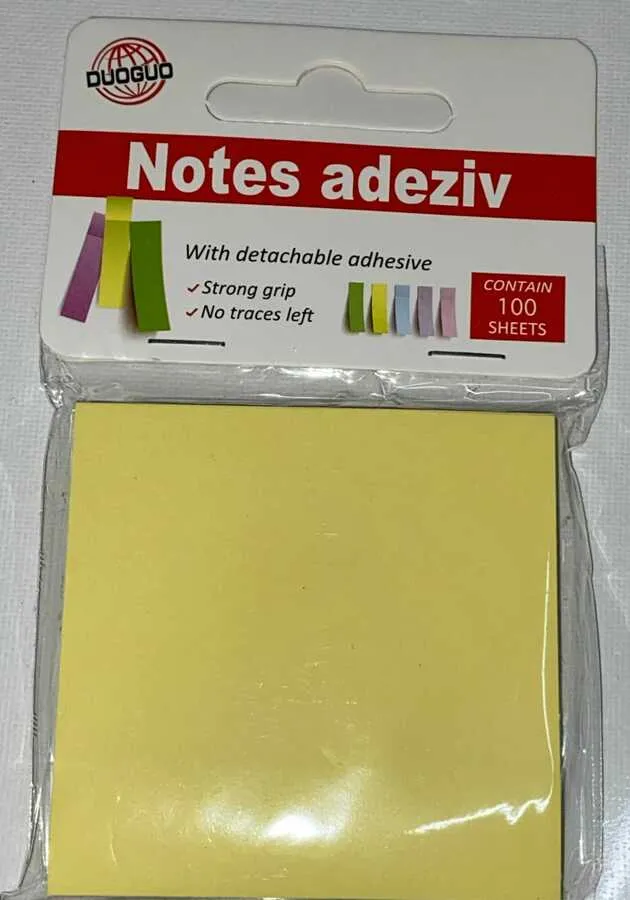 DUOGUO
Notes adeziv
With detachable adhesive
Strong grip
No traces left
CONTAIN
100
SHEETS